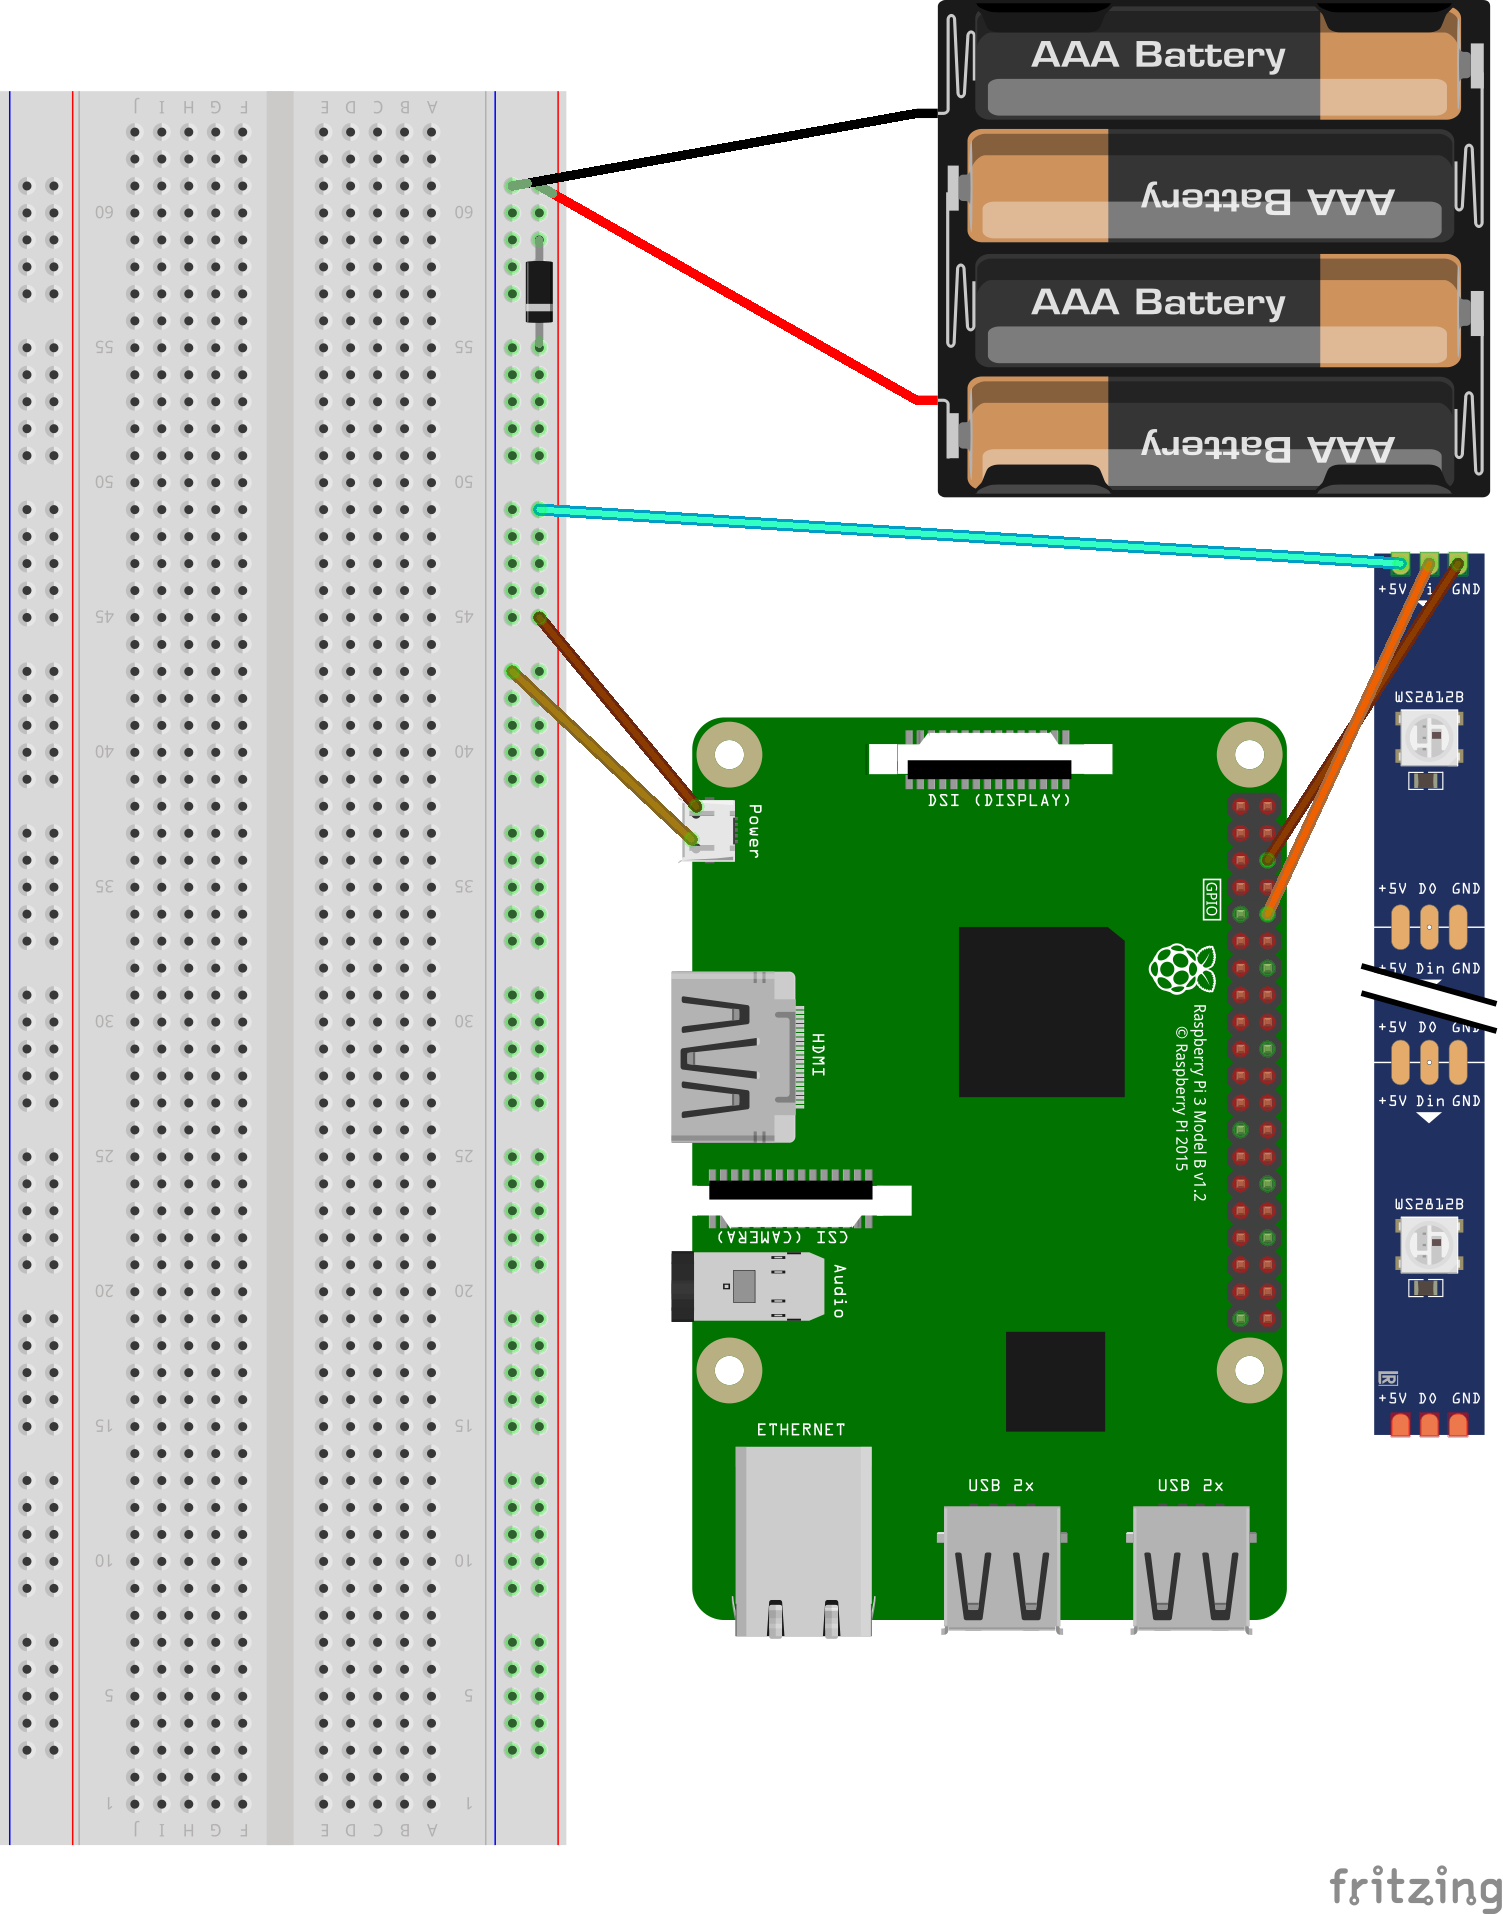 AAA Battery
AAA Battery
AAA Battery
AAA Battery
J I H G F E D C B A
60 60
55 55
50 50
45 45
40 40
35 35
30 30
25 25
20 20
15 15
10 10
5 5
1 1
J I H G F E D C B A
DSI (DISPLAY)
Power
HDMI
CSI (CAMERA)
Audio
ETHERNET
USB 2x
USB 2x
GPIO
Raspberry Pi 3 Model B v1.2
© Raspberry Pi 2015
+5V GND
WS2812B
+5V DO GND
+5V Din GND
+5V DO GND
+5V Din GND
WS2812B
+5V DO GND
fritzing